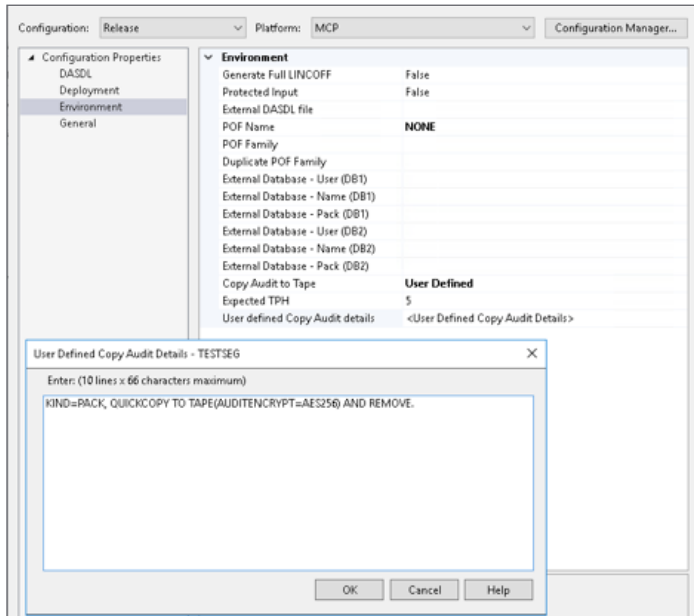 Configuration: Release Platform: MCP Configuration Manager...
Configuration Properties
DASDL
Deployment
Environment
General
Environment
Generate Full LINCOFF False
Protected Input False
External DASDL file
POF Name NONE
POF Family
Duplicate POF Family
External Database - User (DB1)
External Database - Name (DB1)
External Database - Pack (DB1)
External Database - User (DB2)
External Database - Name (DB2)
External Database - Pack (DB2)
Copy Audit to Tape User Defined
Expected TPH 5
User defined Copy Audit details <User Defined Copy Audit Details>
User Defined Copy Audit Details - TESTSEG
Enter: (10 lines x 66 characters maximum)
KIND=PACK, QUICKCOPY TO TAPE(AUDITENCRYPT=AES256) AND REMOVE.
OK Cancel Help